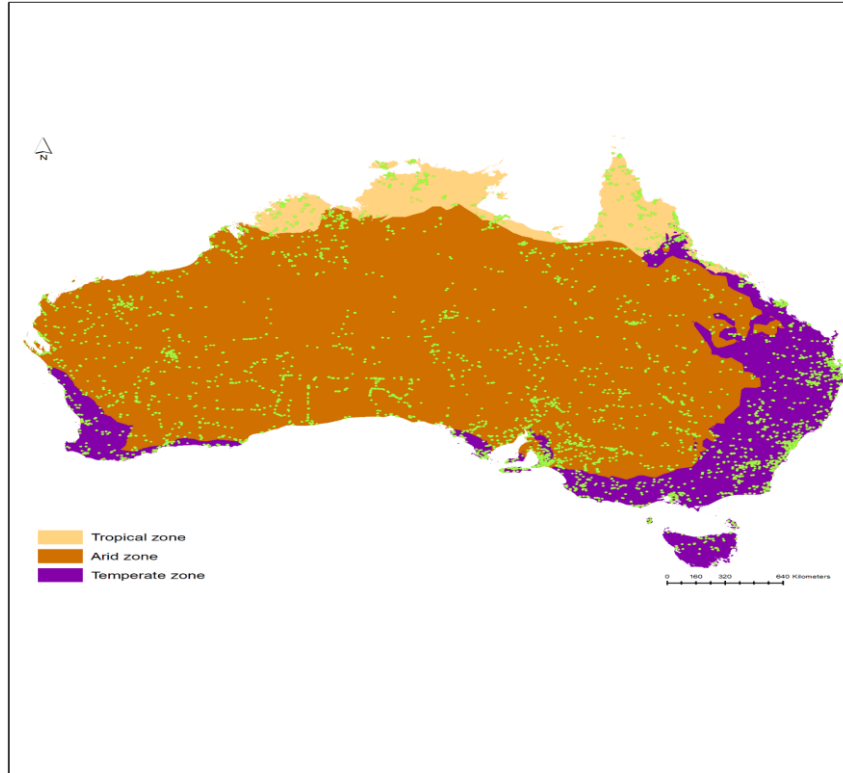 N
Tropical zone
Arid zone
Temperate zone
0 160 320 640 Kilometers